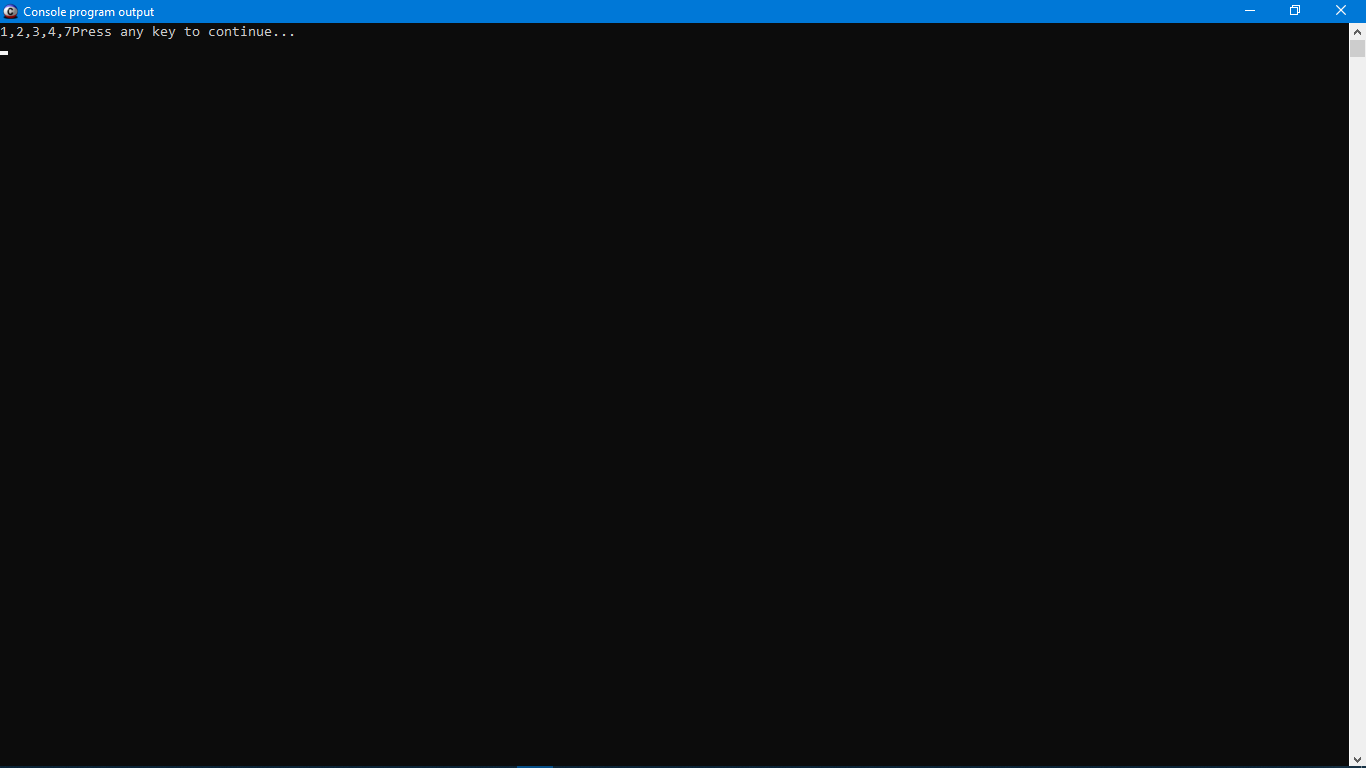 Console program output
1,2,3,4,7Press any key to continue...